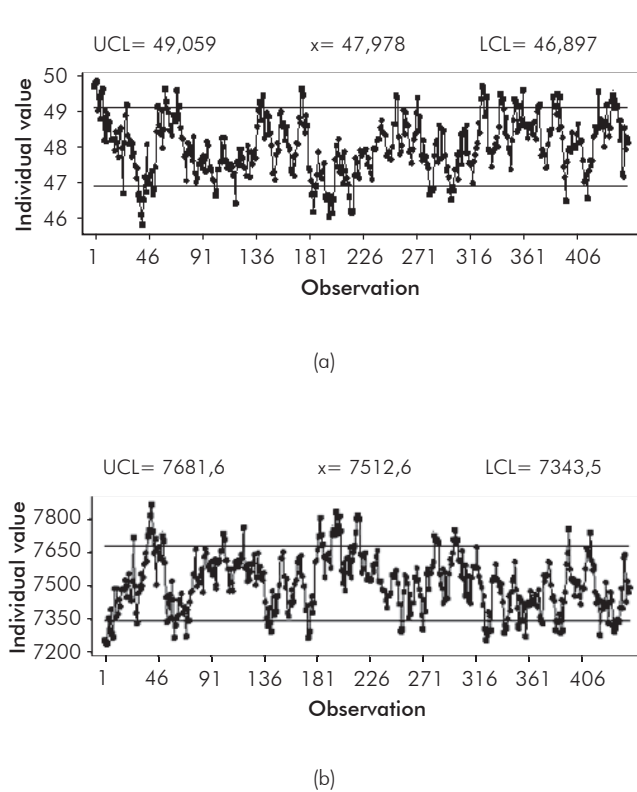 UCL= 49,059 x= 47,978 LCL= 46,897
Individual value
50
49
48
47
46
1 46 91 136 181 226 271 316 361 406
Observation
(a)
UCL= 7681,6 x= 7512,6 LCL= 7343,5
Individual value
7800
7650
7500
7350
7200
1 46 91 136 181 226 271 316 361 406
Observation
(b)